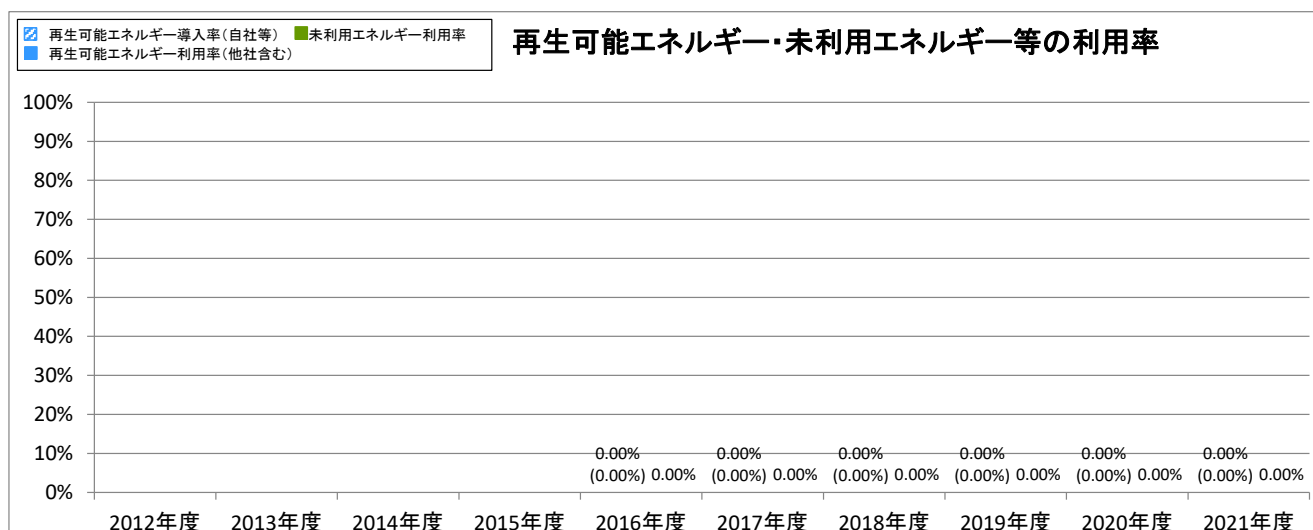 再生可能エネルギー導入率(自社等) 未利用エネルギー利用率
再生可能エネルギー利用率(他社含む)
再生可能エネルギー・未利用エネルギー等の利用率
100%
90%
80%
70%
60%
50%
40%
30%
20%
10%
0%
0.00% 0.00% 0.00% 0.00% 0.00% 0.00%
(0.00%) 0.00% (0.00%) 0.00% (0.00%) 0.00% (0.00%) 0.00% (0.00%) 0.00% (0.00%) 0.00%
2012年度 2013年度 2014年度 2015年度 2016年度 2017年度 2018年度 2019年度 2020年度 2021年度